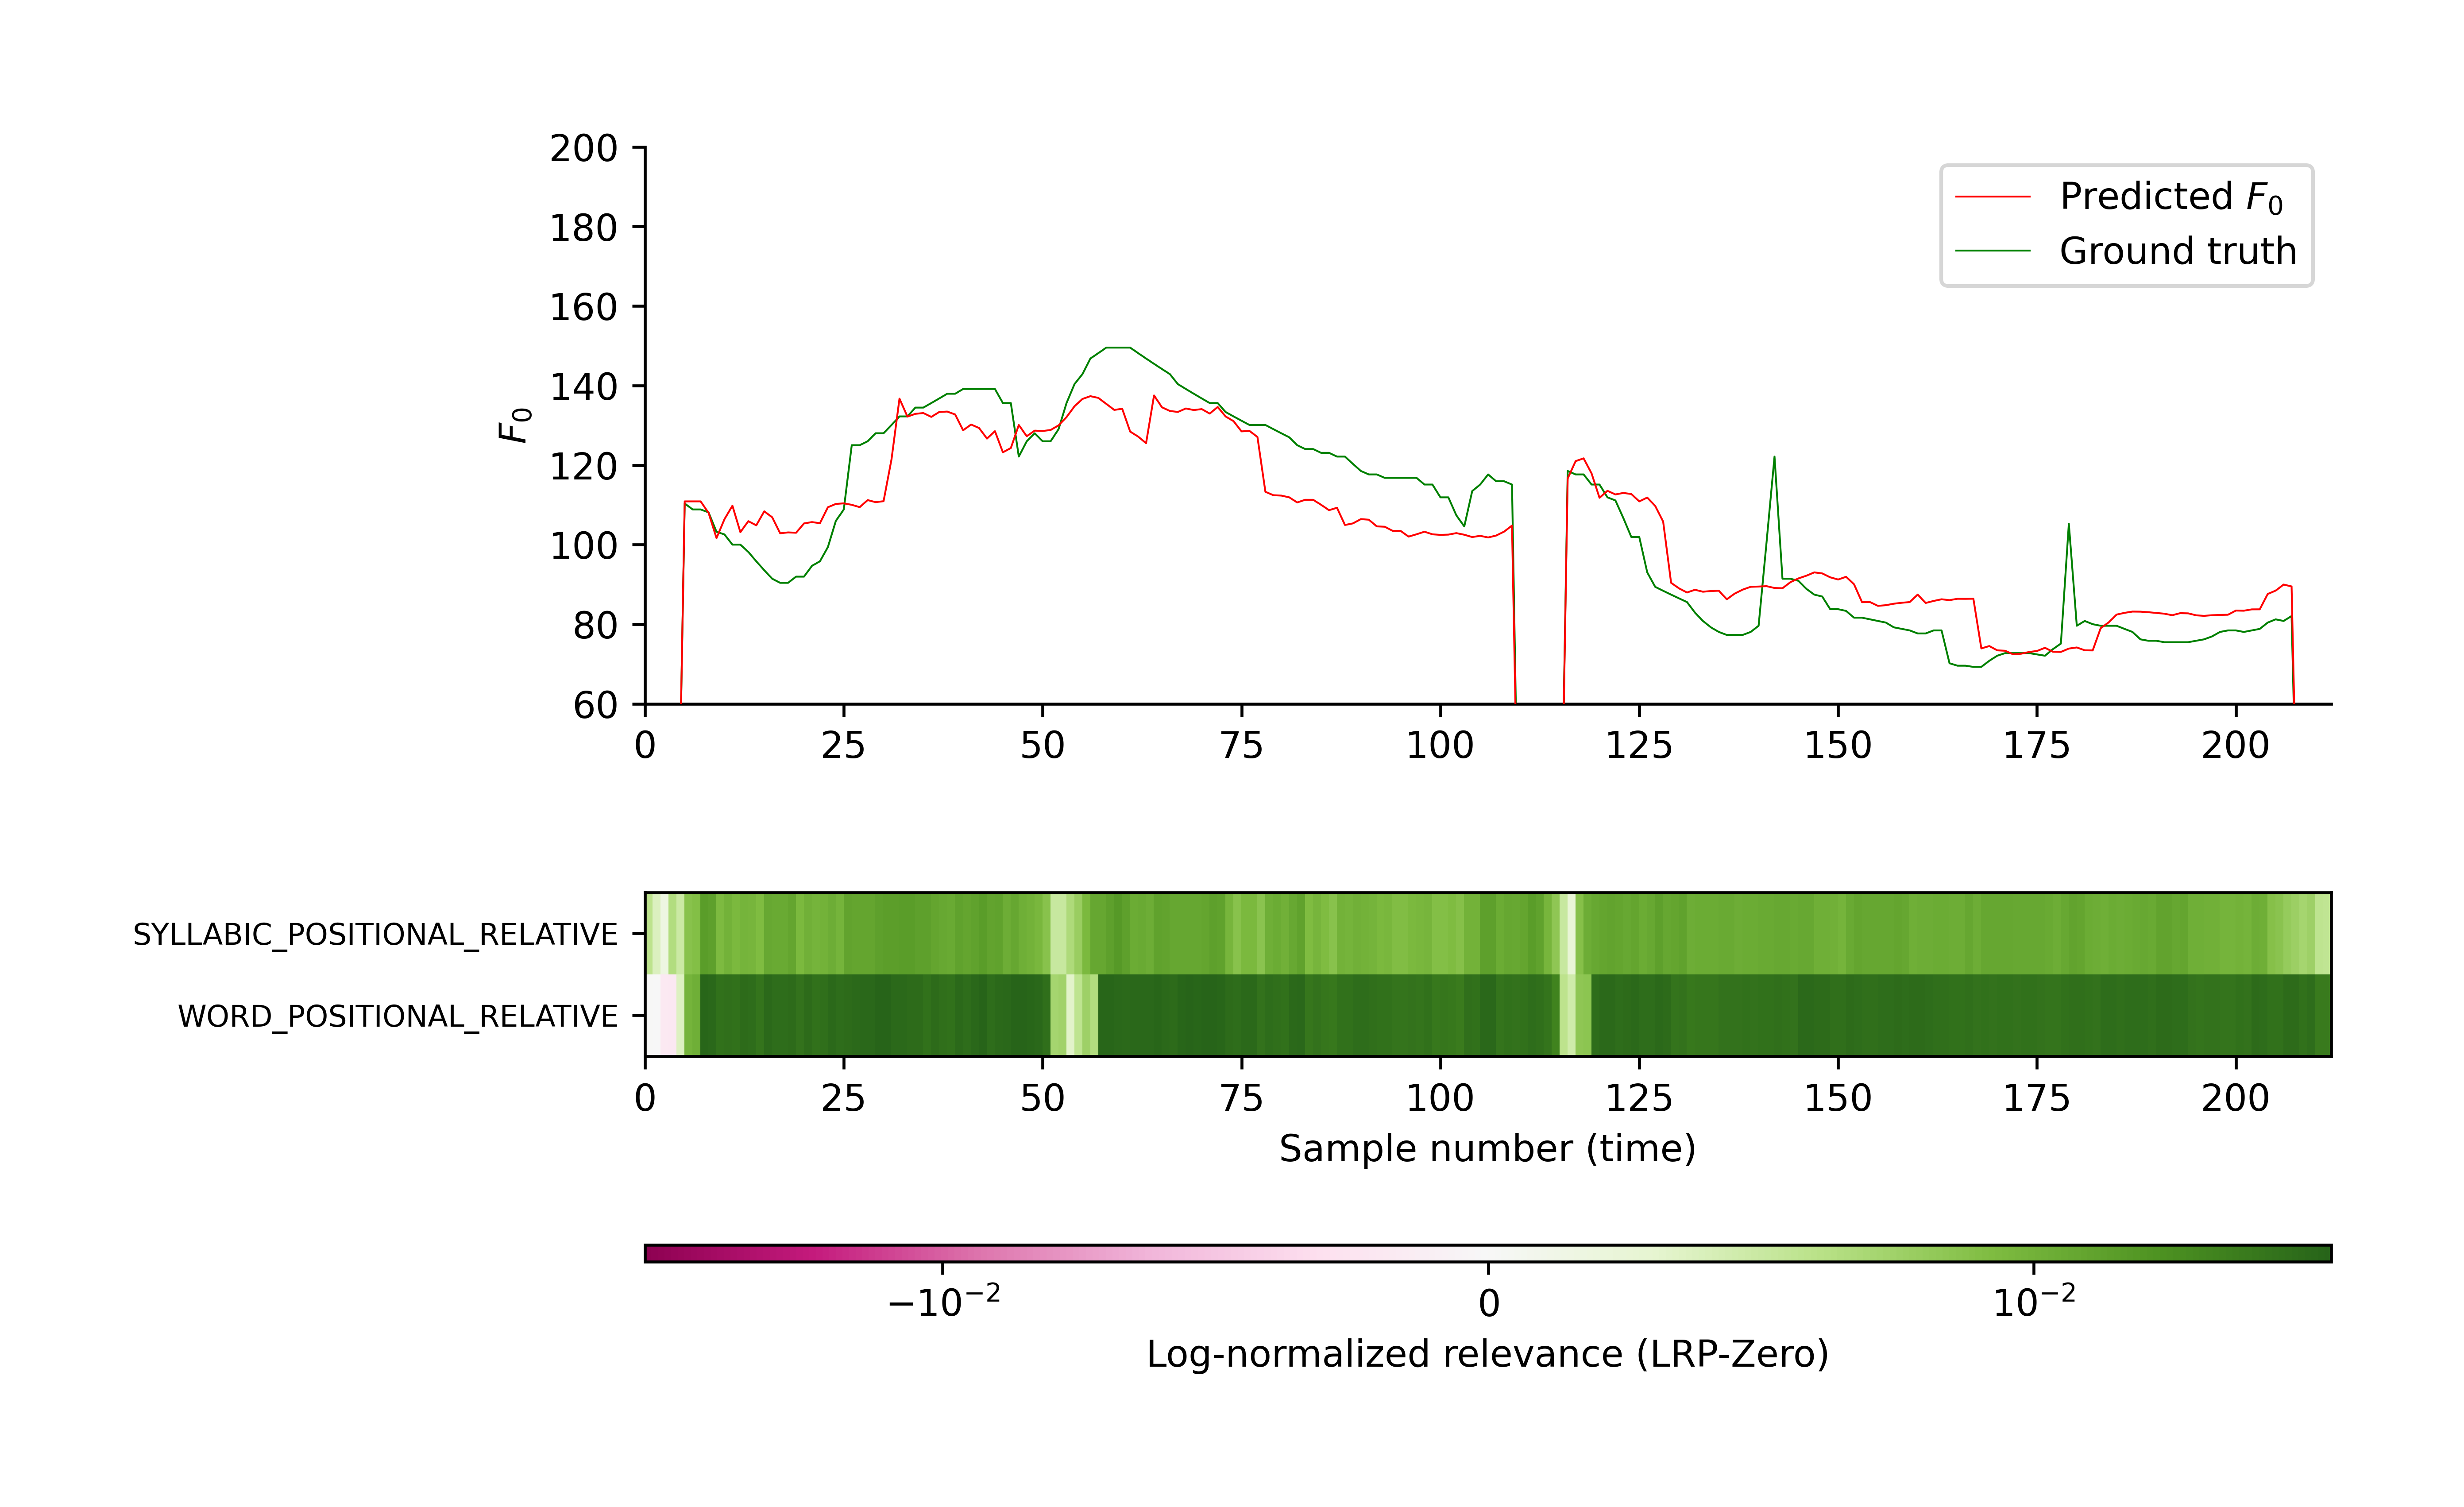 200
180
160
140
120
100
80
60
F0
Predicted F0
Ground truth
0 25 50 75 100 125 150 175 200
SYLLABIC_POSITIONAL_RELATIVE
WORD_POSITIONAL_RELATIVE
0 25 50 75 100 125 150 175 200
Sample number (time)
−10−2 0 10−2
Log-normalized relevance (LRP-Zero)